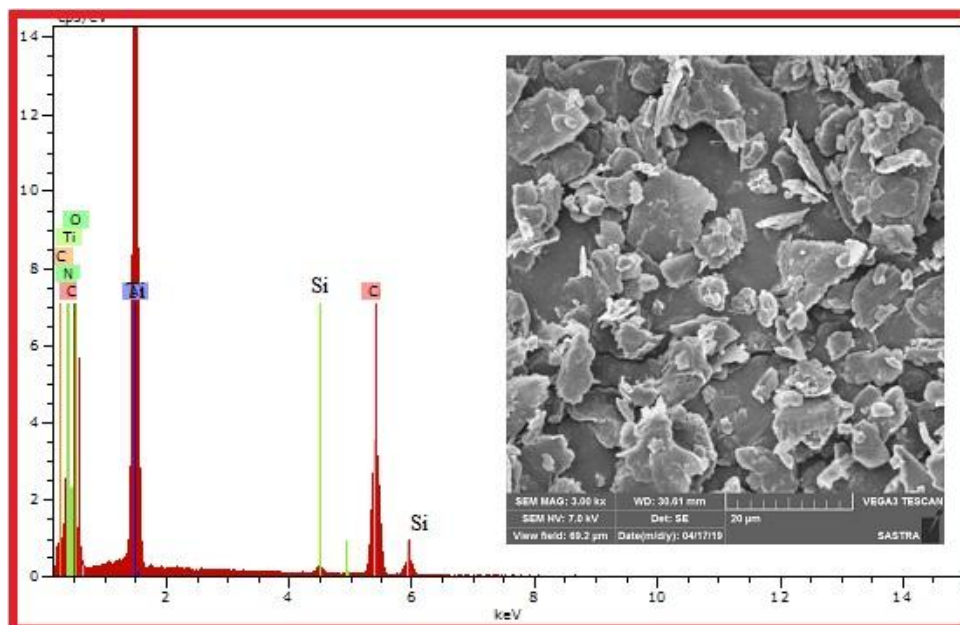 cps/eV
14
12
10
8
6
4
2
0
O
Ti
C
N
C
Si
C
Si
2
4
6
8
10
12
14
keV
SEM MAG: 3.00 kx
WD: 30.61 mm
VEGA3 TESCAN
SEM HV: 7.0 kV
Det: SE
20 µm
View field: 69.2 µm
Date(m/d/y): 04/17/19
SASTRA